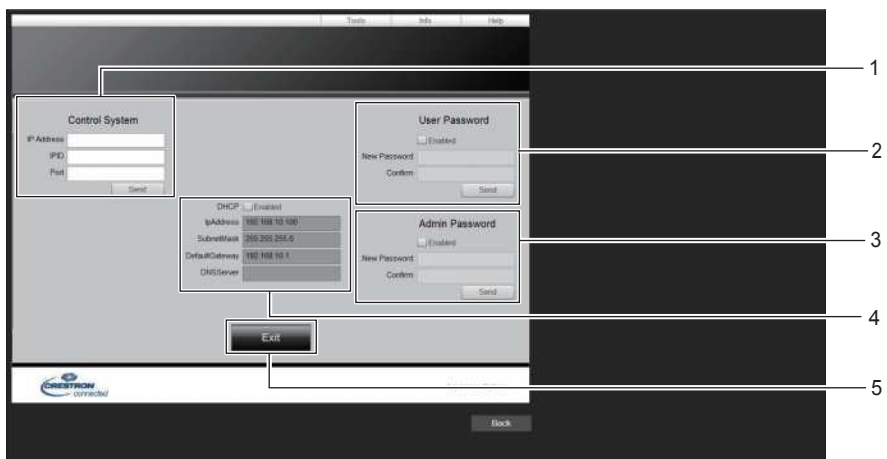 Tools Info Help
1
Control System
IP Address
IPID
Port
Send
User Password
Enabled
New Password
Confirm
Send
2
DHCP Enabled
IpAddress 192.168.10.100
SubnetMask 255.255.255.0
DefaultGateway 192.168.10.1
DNSServer
Admin Password
Enabled
New Password
Confirm
Send
3
4
Exit
5
CRESTRON
connected
Back